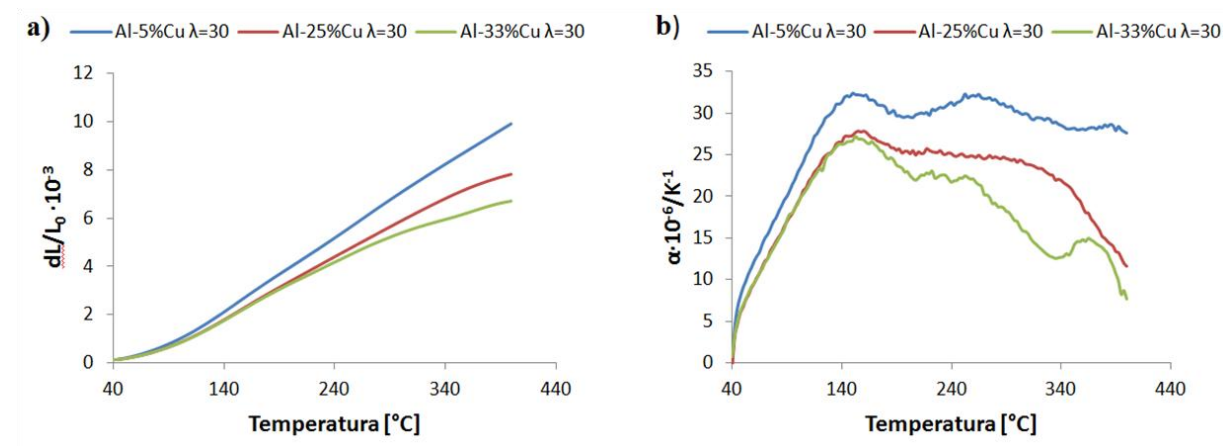 a)
Al-5%Cu λ=30 Al-25%Cu λ=30 Al-33%Cu λ=30
dL/L₀ ·10⁻³
12
10
8
6
4
2
0
40 140 240 340 440
Temperatura [°C]
b)
Al-5%Cu λ=30 Al-25%Cu λ=30 Al-33%Cu λ=30
α·10⁻⁶/K⁻¹
35
30
25
20
15
10
5
0
40 140 240 340 440
Temperatura [°C]